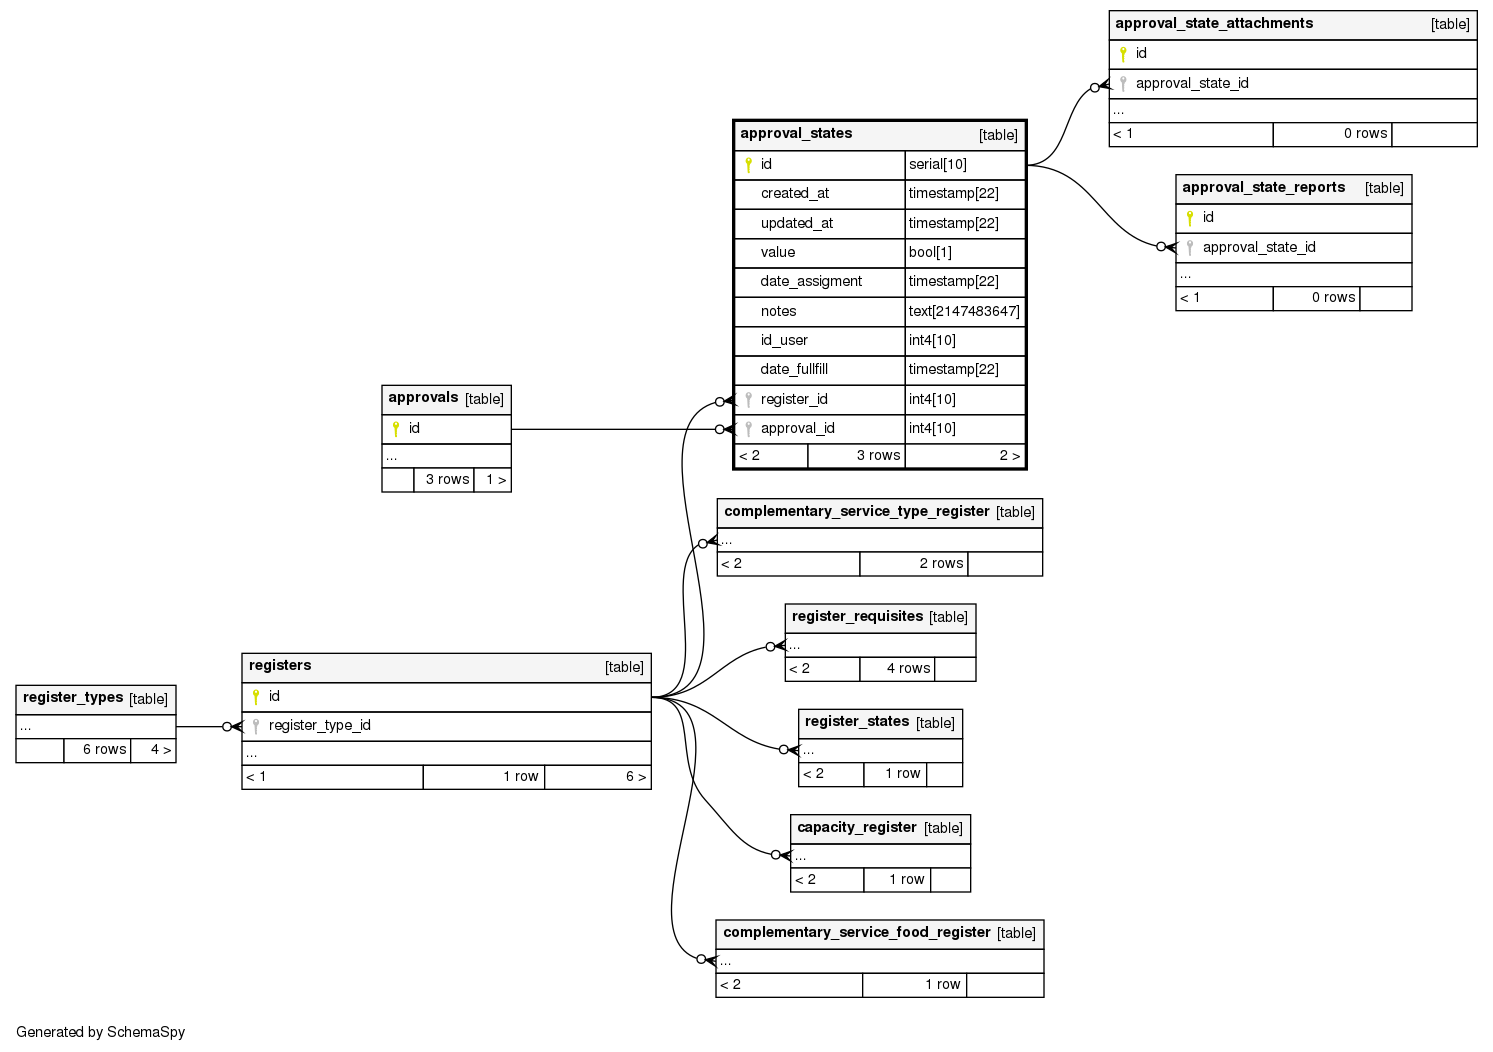 approval_state_attachments [table]
id
approval_state_id
...
< 1 0 rows
approval_states [table]
id serial[10]
created_at timestamp[22]
updated_at timestamp[22]
value bool[1]
date_assigment timestamp[22]
notes text[2147483647]
id_user int4[10]
date_fullfill timestamp[22]
register_id int4[10]
approval_id int4[10]
< 2 3 rows 2 >
approval_state_reports [table]
id
approval_state_id
...
< 1 0 rows
approvals [table]
id
...
3 rows 1 >
complementary_service_type_register [table]
...
< 2 2 rows
register_requisites [table]
...
< 2 4 rows
registers [table]
id
register_type_id
...
< 1 1 row 6 >
register_types [table]
...
6 rows 4 >
register_states [table]
...
< 2 1 row
capacity_register [table]
...
< 2 1 row
complementary_service_food_register [table]
...
< 2 1 row
Generated by SchemaSpy